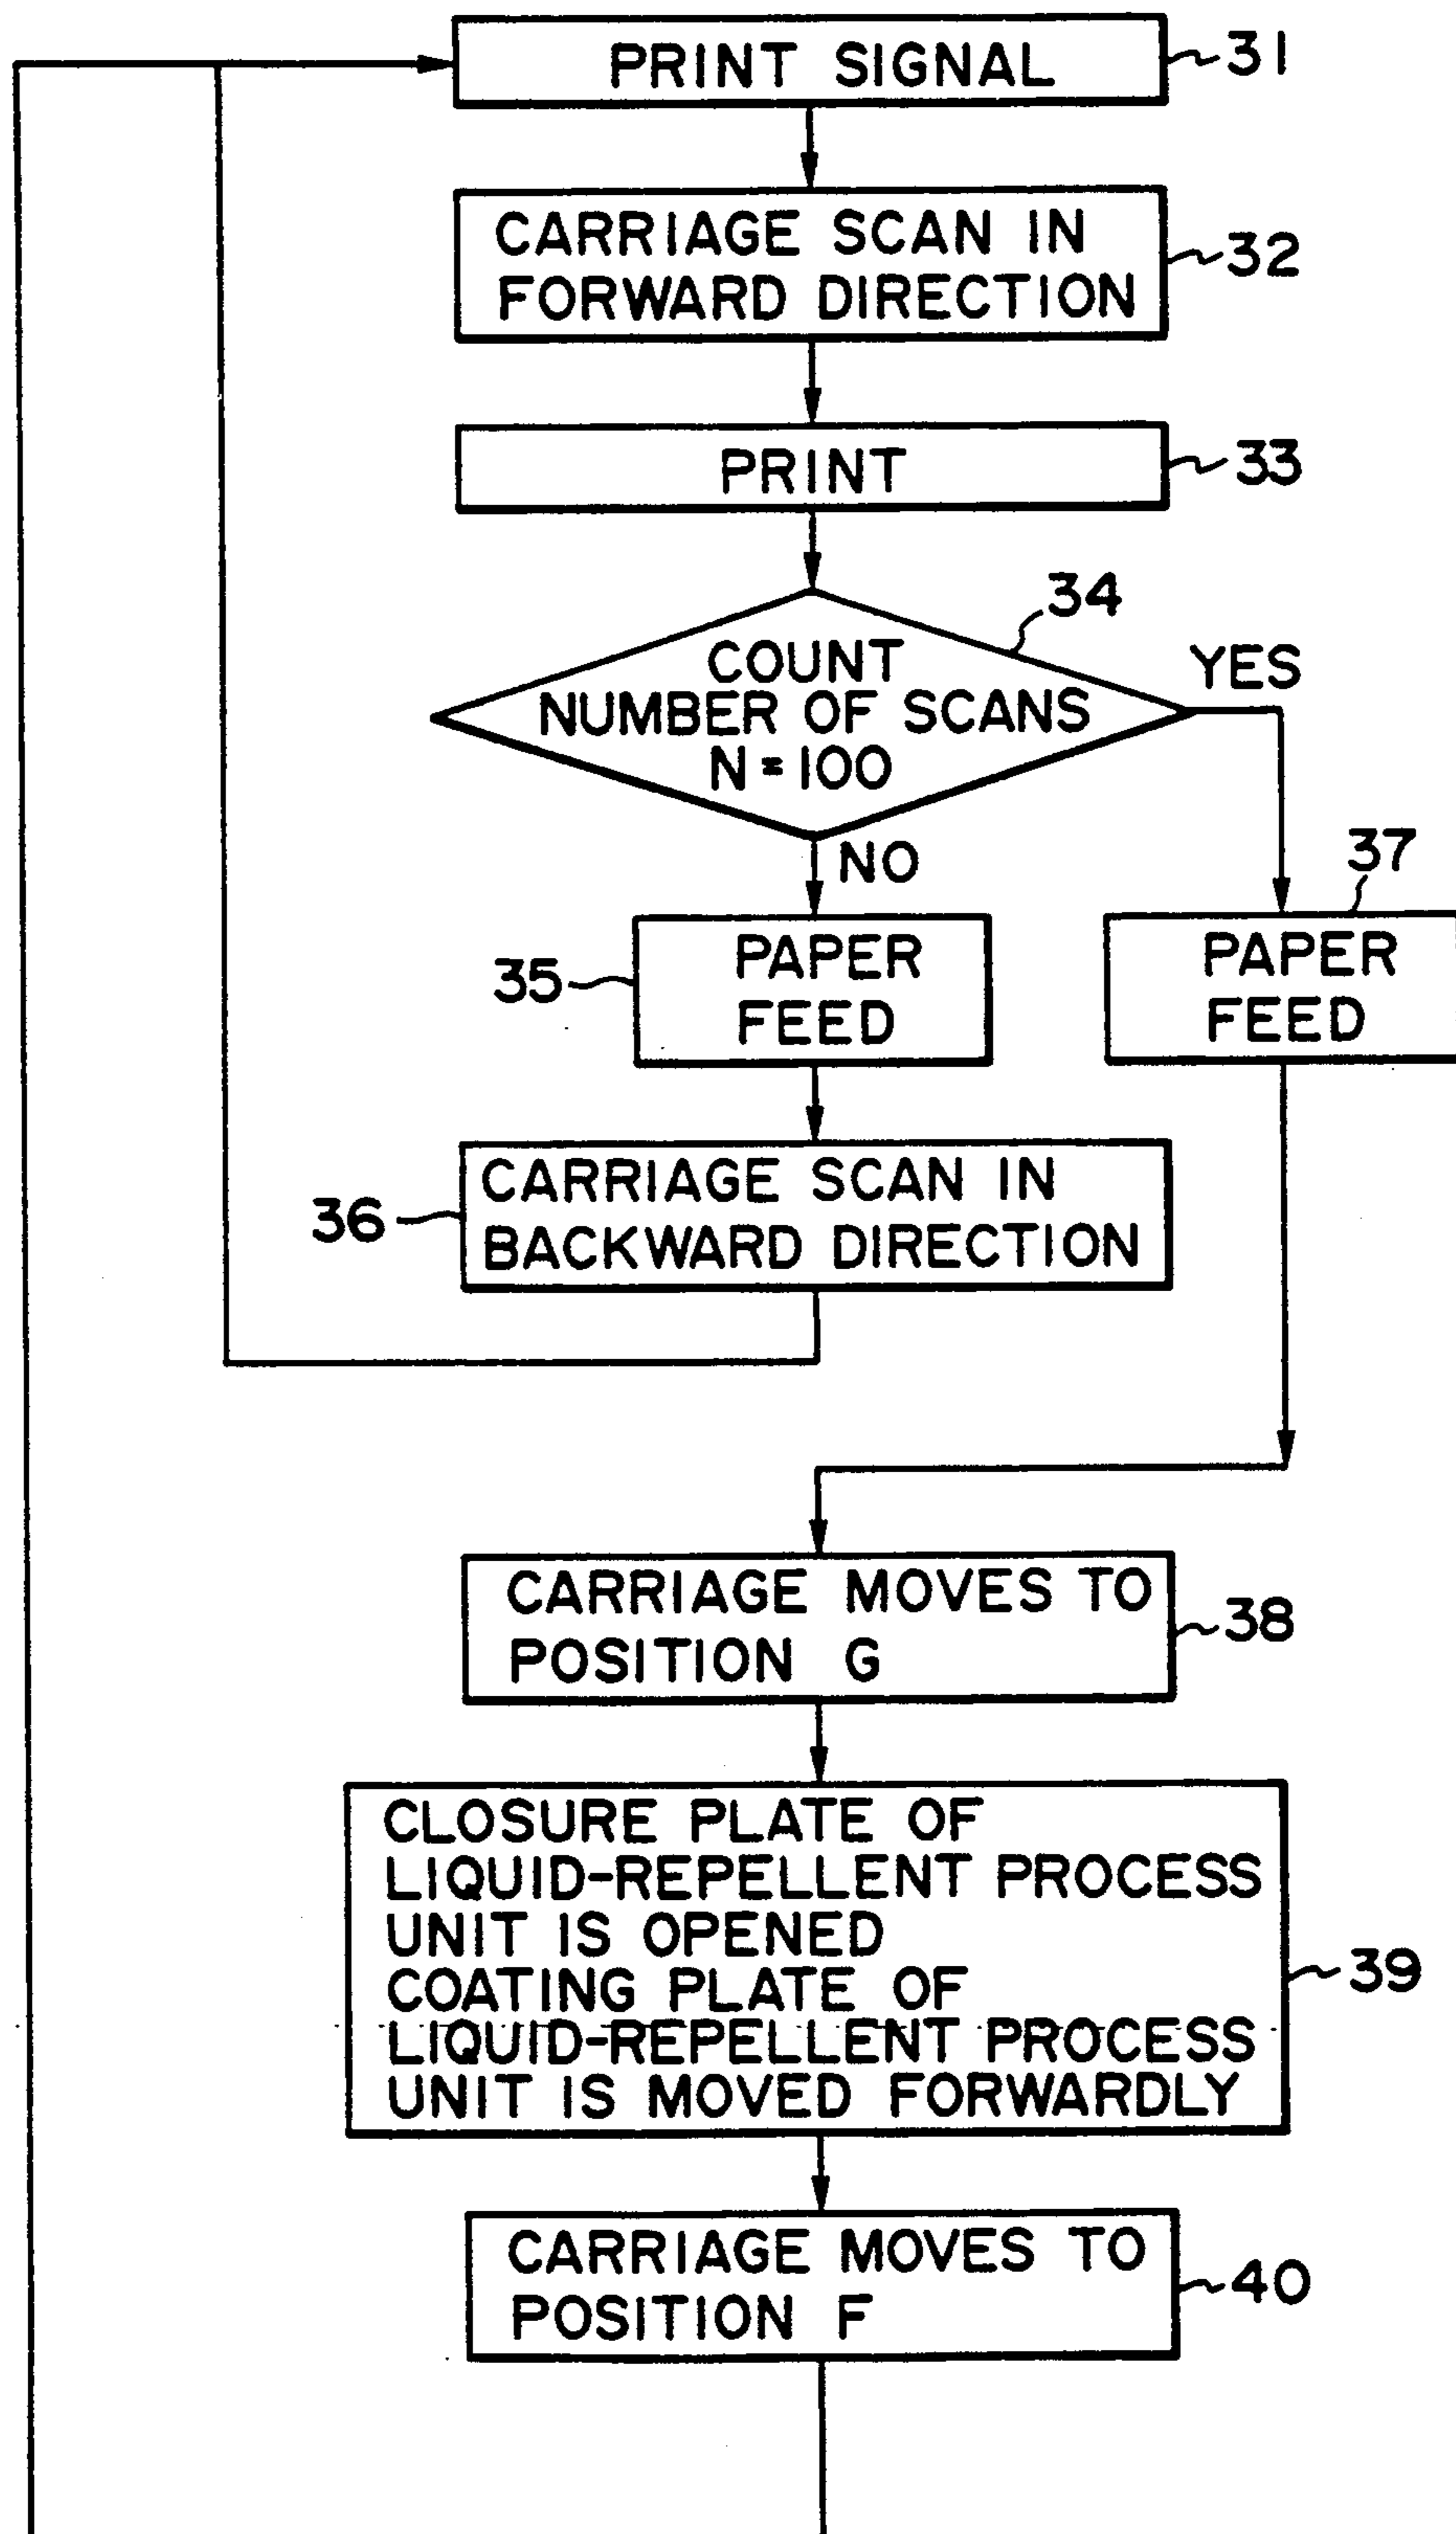 PRINT SIGNAL
31
CARRIAGE SCAN IN
FORWARD DIRECTION
32
PRINT
33
34
COUNT
NUMBER OF SCANS
N=100
YES
NO
37
35
PAPER
FEED
PAPER
FEED
36
CARRIAGE SCAN IN
BACKWARD DIRECTION
CARRIAGE MOVES TO
POSITION G
38
CLOSURE PLATE OF
LIQUID-REPELLENT PROCESS
UNIT IS OPENED
COATING PLATE OF
LIQUID-REPELLENT PROCESS
UNIT IS MOVED FORWARDLY
39
CARRIAGE MOVES TO
POSITION F
40